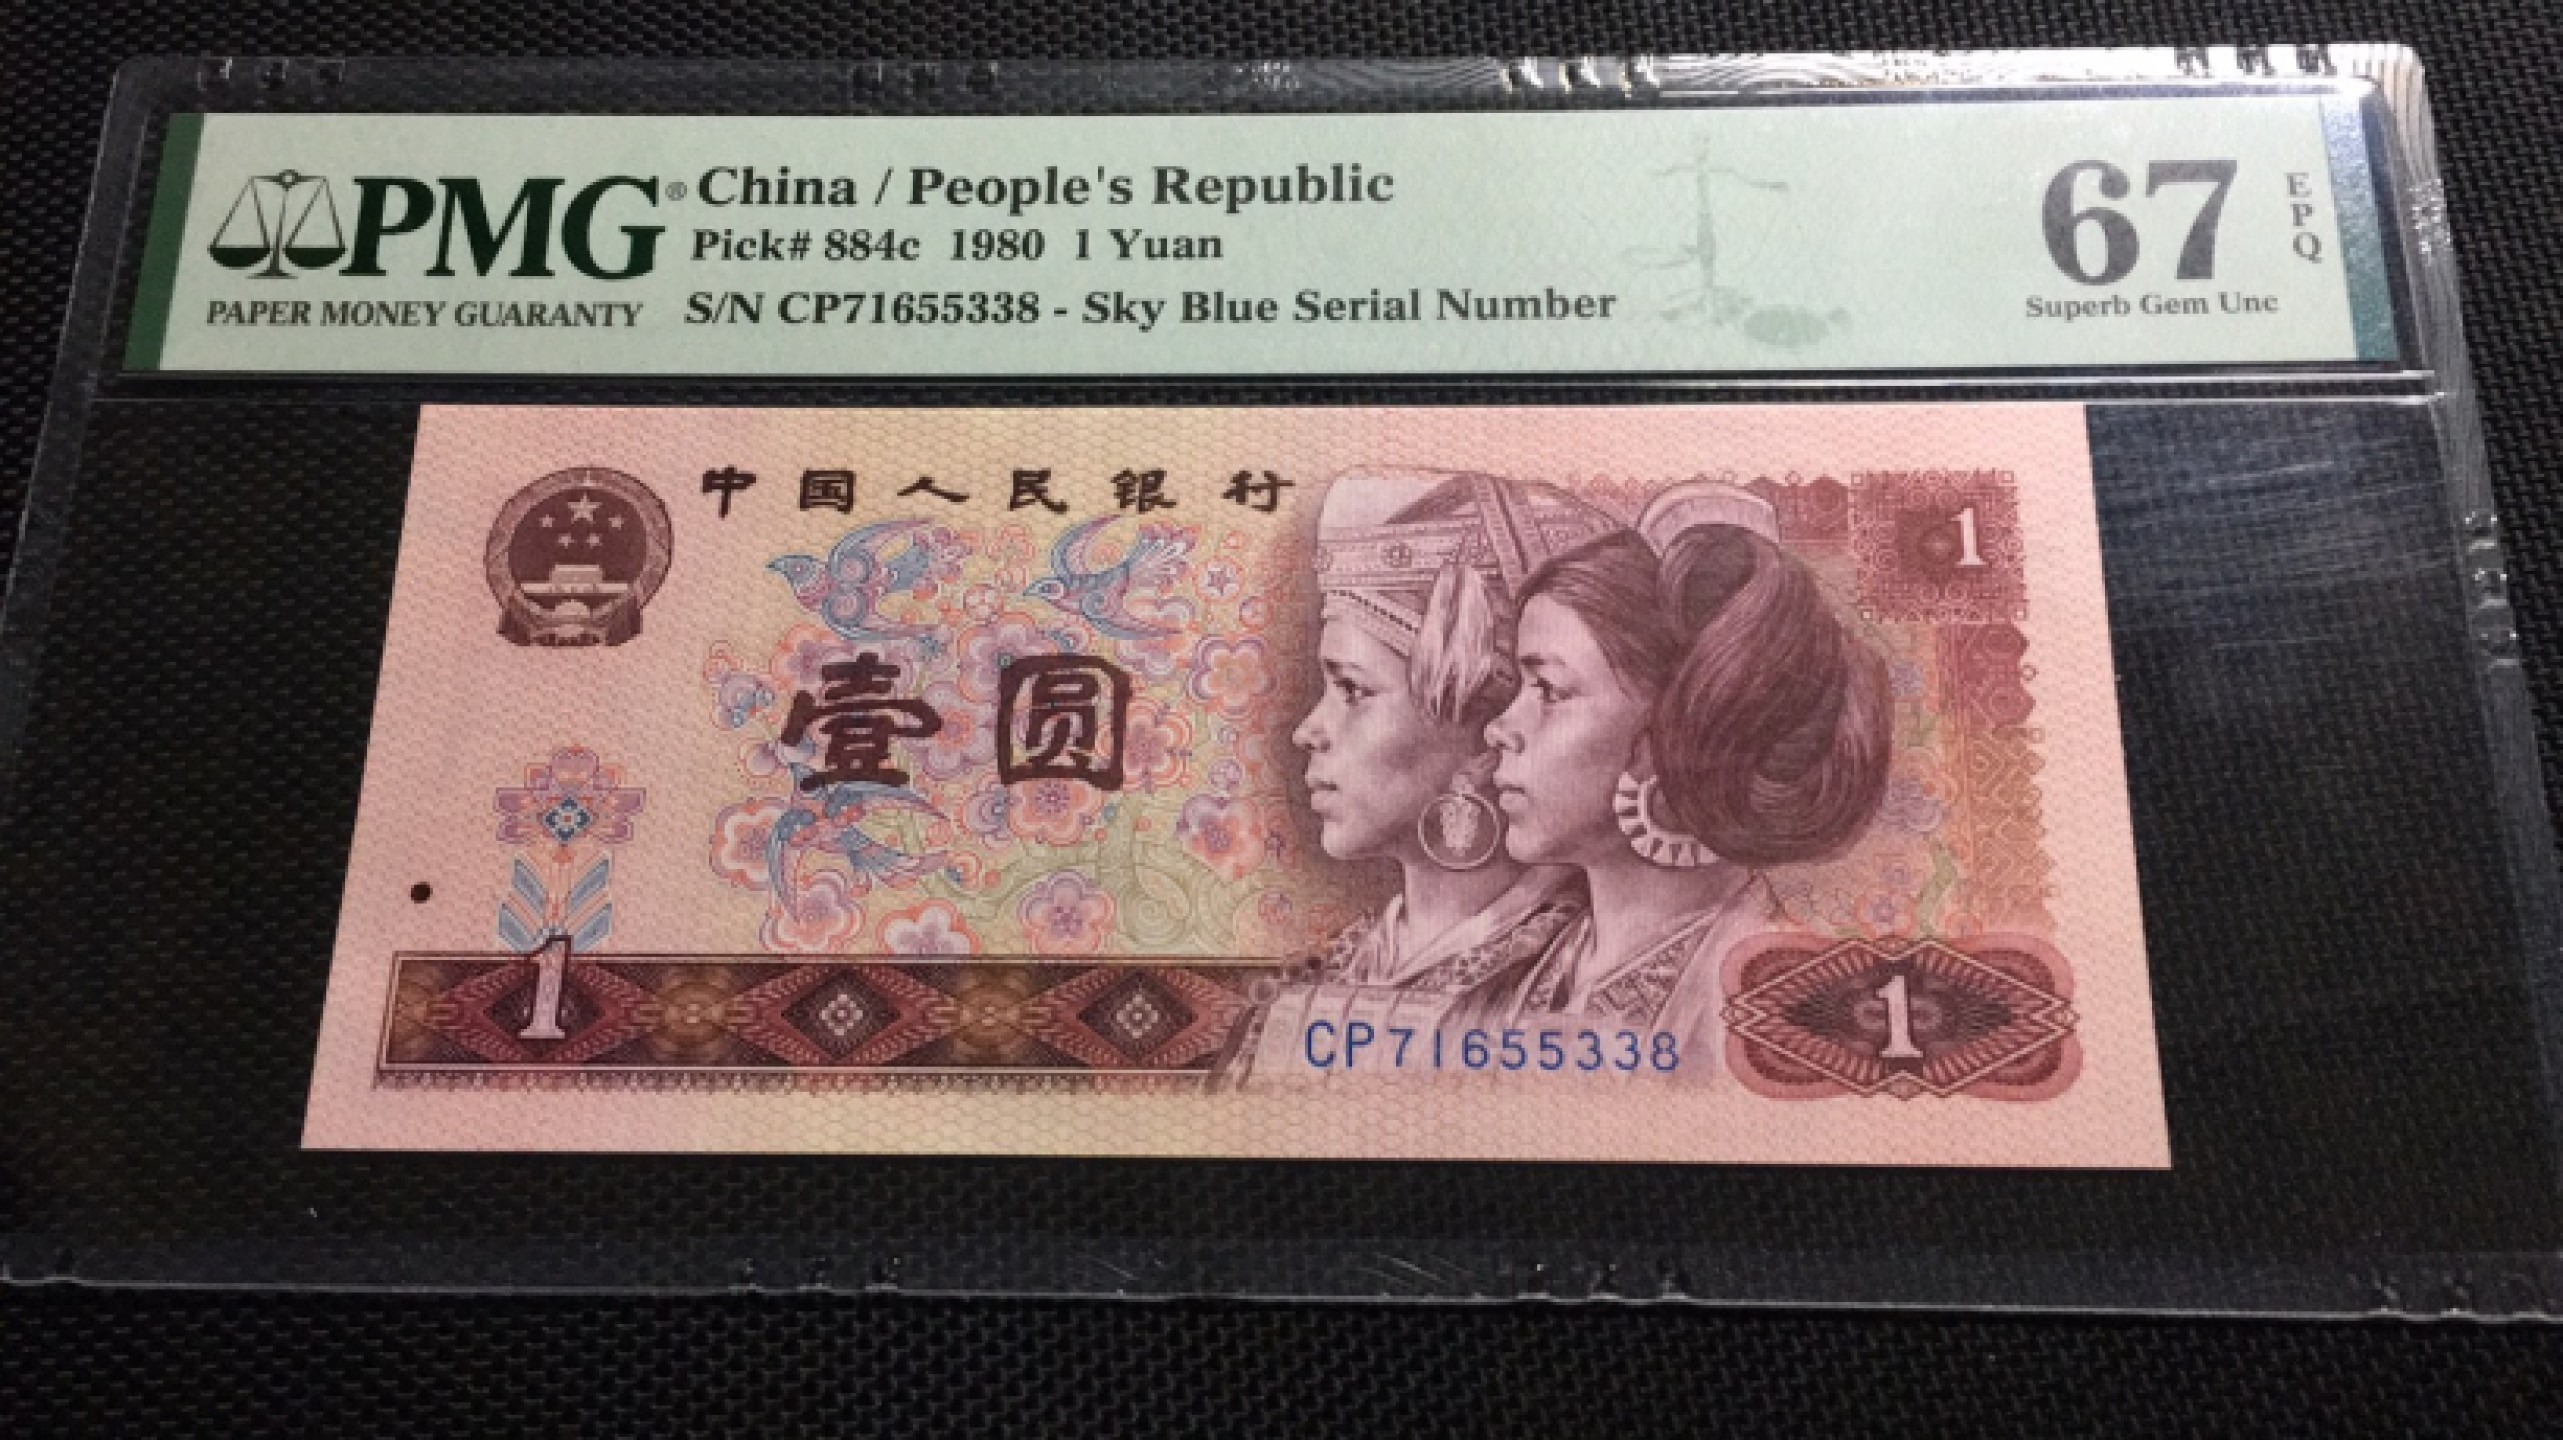 PMG®
PAPER MONEY GUARANTY
China / People's Republic
Pick# 884c 1980 1 Yuan
S/N CP71655338 - Sky Blue Serial Number
67
EPQ
Superb Gem Unc
中国人民银行
1
壹圆
1
CP71655338
1